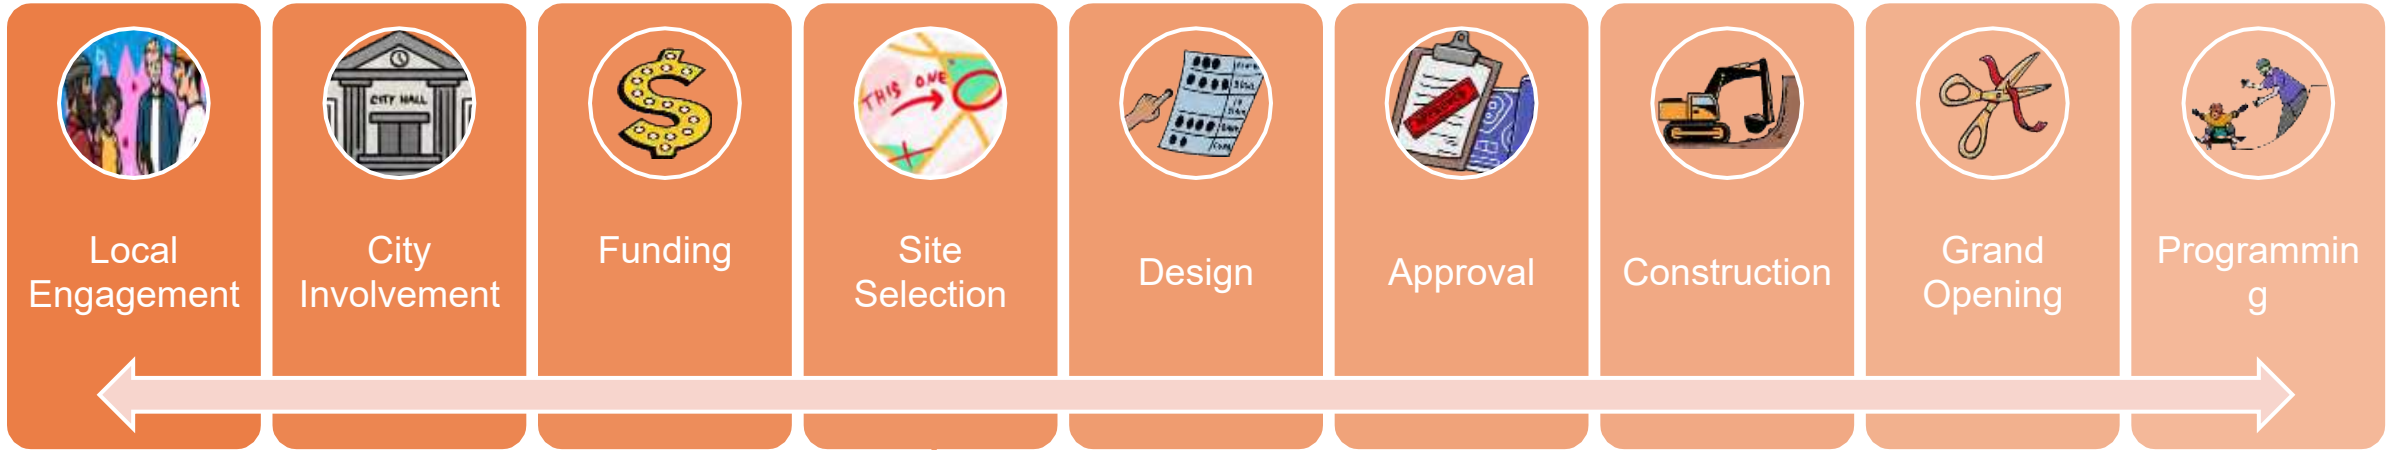 Local
Engagement
City
Involvement
Funding
Site
Selection
Design
Approval
Construction
Grand
Opening
Programmin
g
CITY HALL
THIS ONE